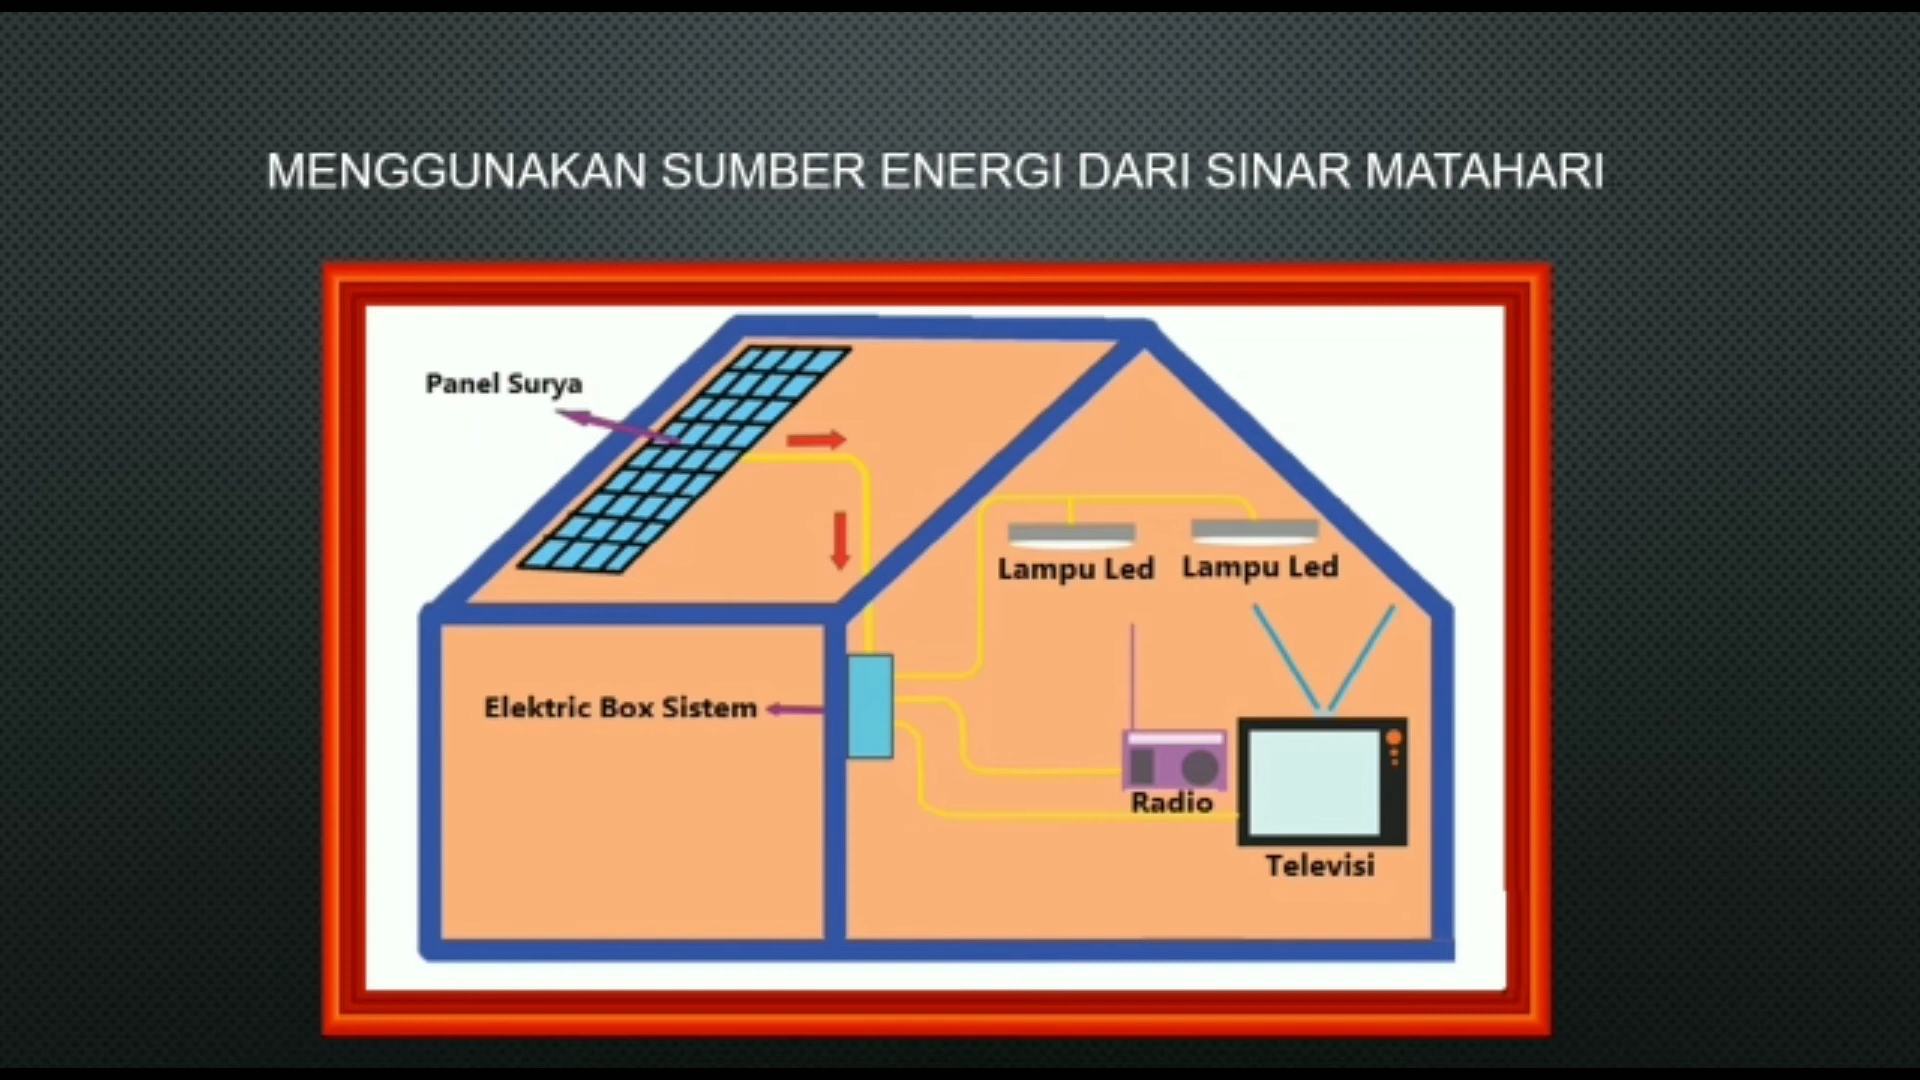 MENGGUNAKAN SUMBER ENERGI DARI SINAR MATAHARI
Panel Surya
Lampu Led
Lampu Led
Elektric Box Sistem
Radio
Televisi